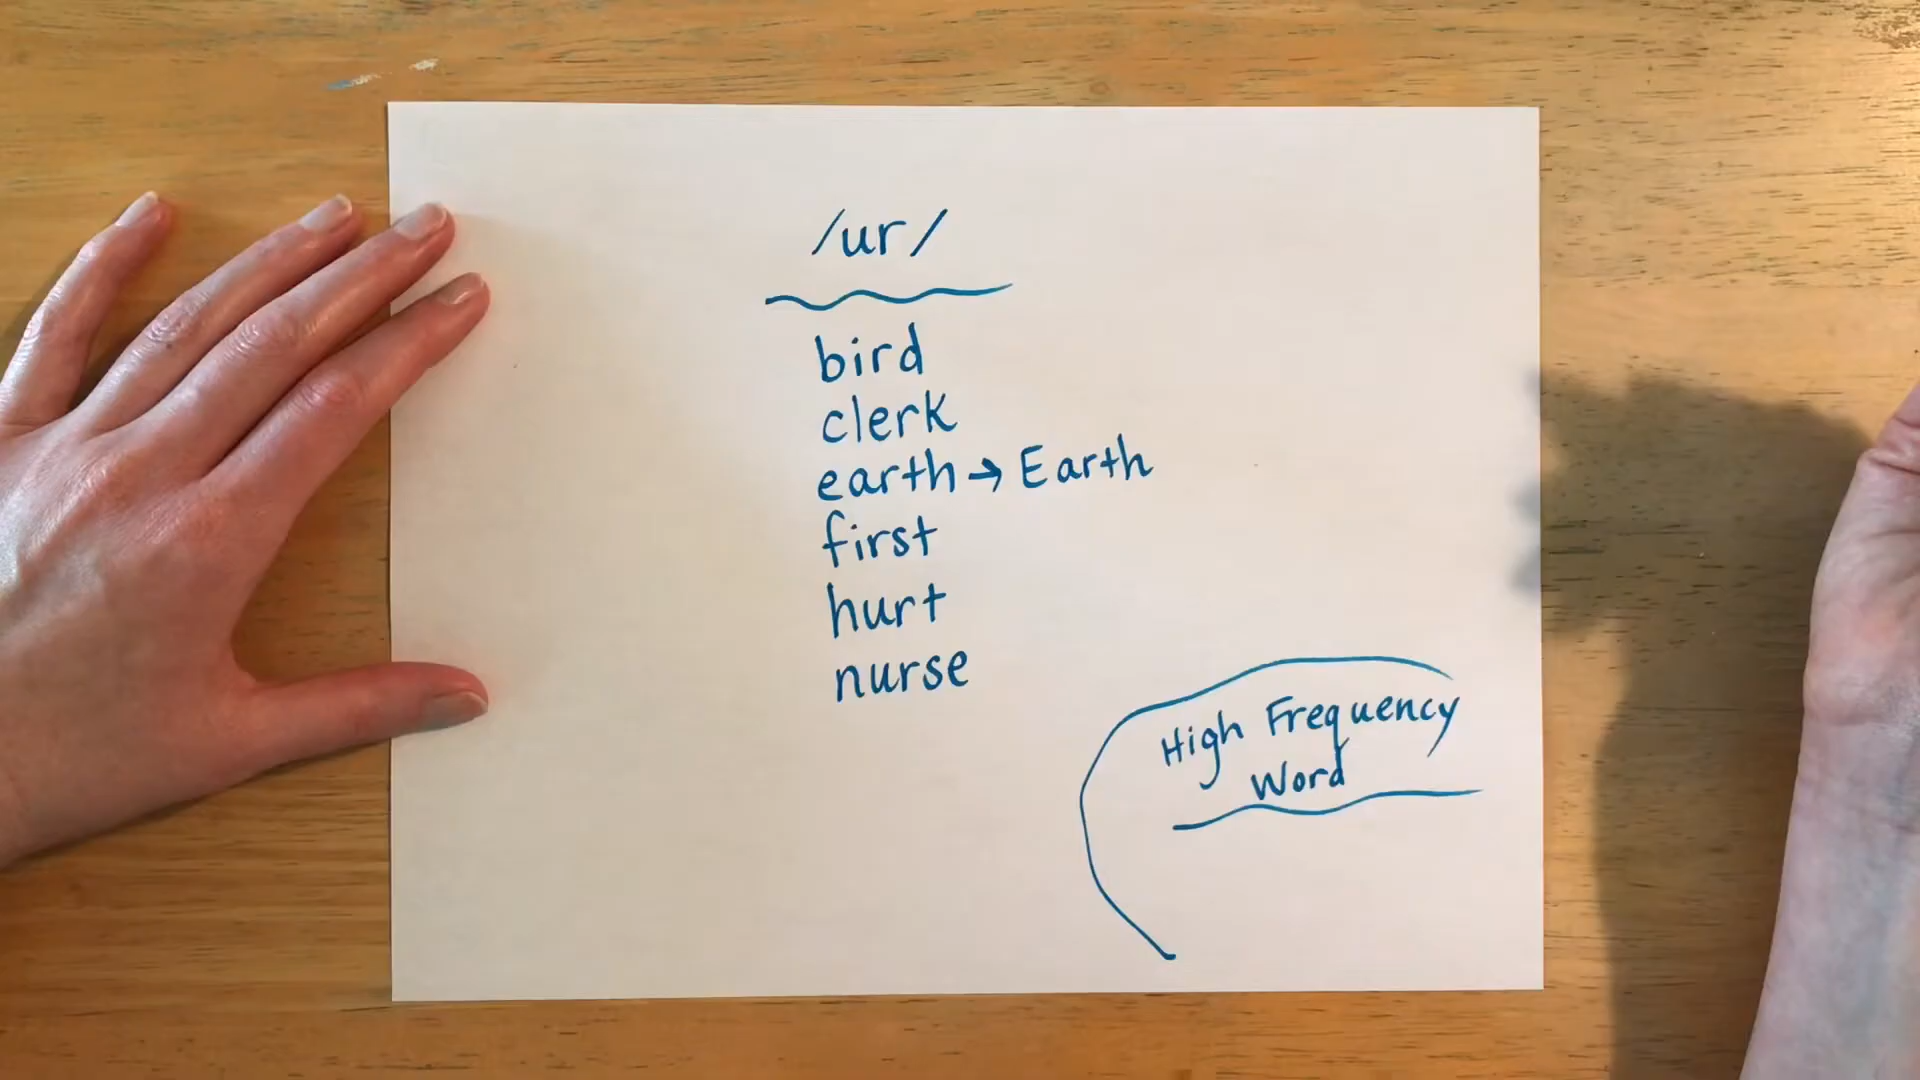 /ur/
bird
clerk
earth → Earth
first
hurt
nurse
High Frequency
Word